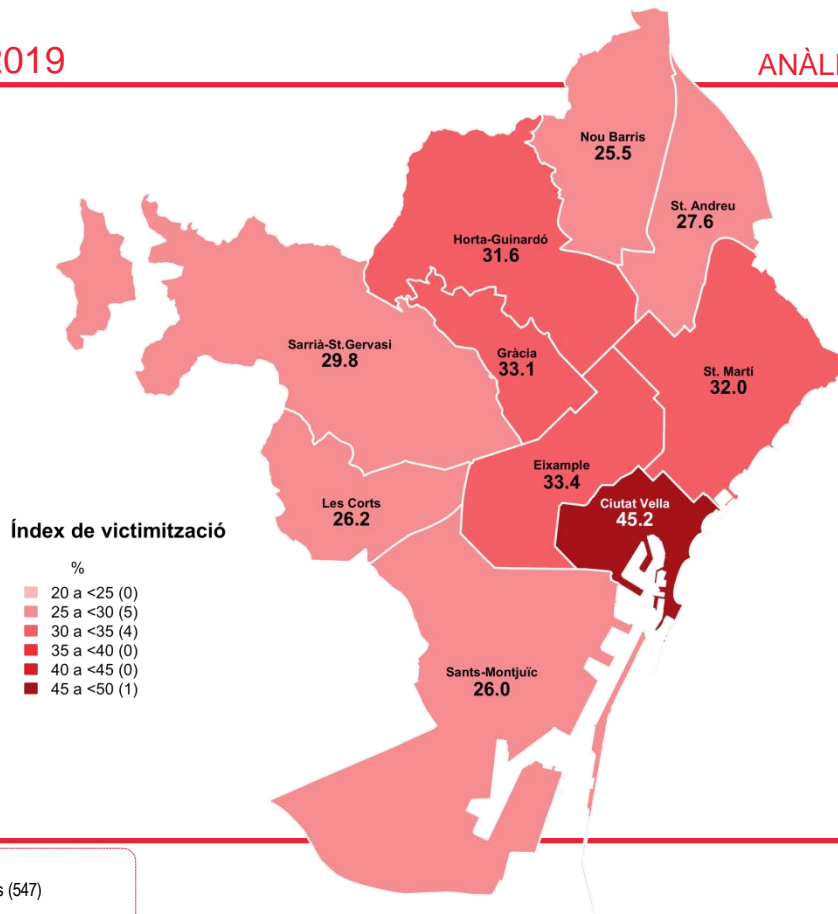 2019
ANÀLI
Nou Barris
25.5
St. Andreu
27.6
Horta-Guinardó
31.6
Sarrià-St.Gervasi
29.8
Gràcia
33.1
St. Martí
32.0
Eixample
33.4
Ciutat Vella
45.2
Les Corts
26.2
Índex de victimització
%
20 a <25 (0)
25 a <30 (5)
30 a <35 (4)
35 a <40 (0)
40 a <45 (0)
45 a <50 (1)
Sants-Montjuïc
26.0
s (547)